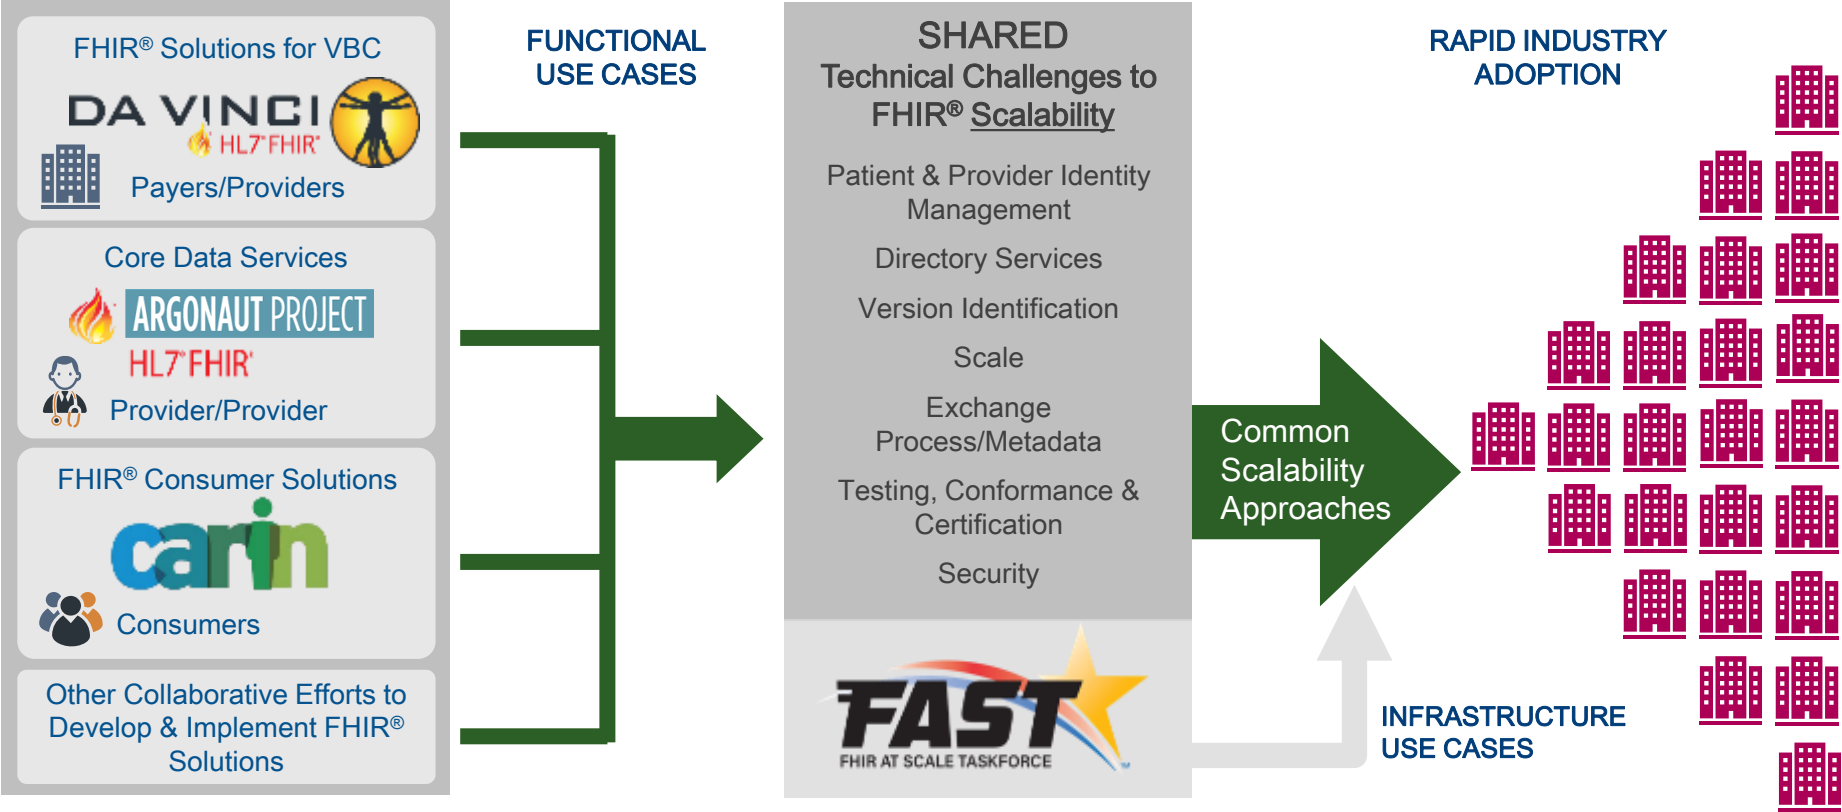 FHIR® Solutions for VBC
DA VINCI
HL7® FHIR®
Payers/Providers
Core Data Services
ARGONAUT PROJECT
HL7® FHIR®
Provider/Provider
FHIR® Consumer Solutions
carin
Consumers
Other Collaborative Efforts to
Develop & Implement FHIR®
Solutions
FUNCTIONAL
USE CASES
SHARED
Technical Challenges to
FHIR® Scalability
Patient & Provider Identity
Management
Directory Services
Version Identification
Scale
Exchange
Process/Metadata
Testing, Conformance &
Certification
Security
FAST
FHIR AT SCALE TASKFORCE
Common
Scalability
Approaches
INFRASTRUCTURE
USE CASES
RAPID INDUSTRY
ADOPTION